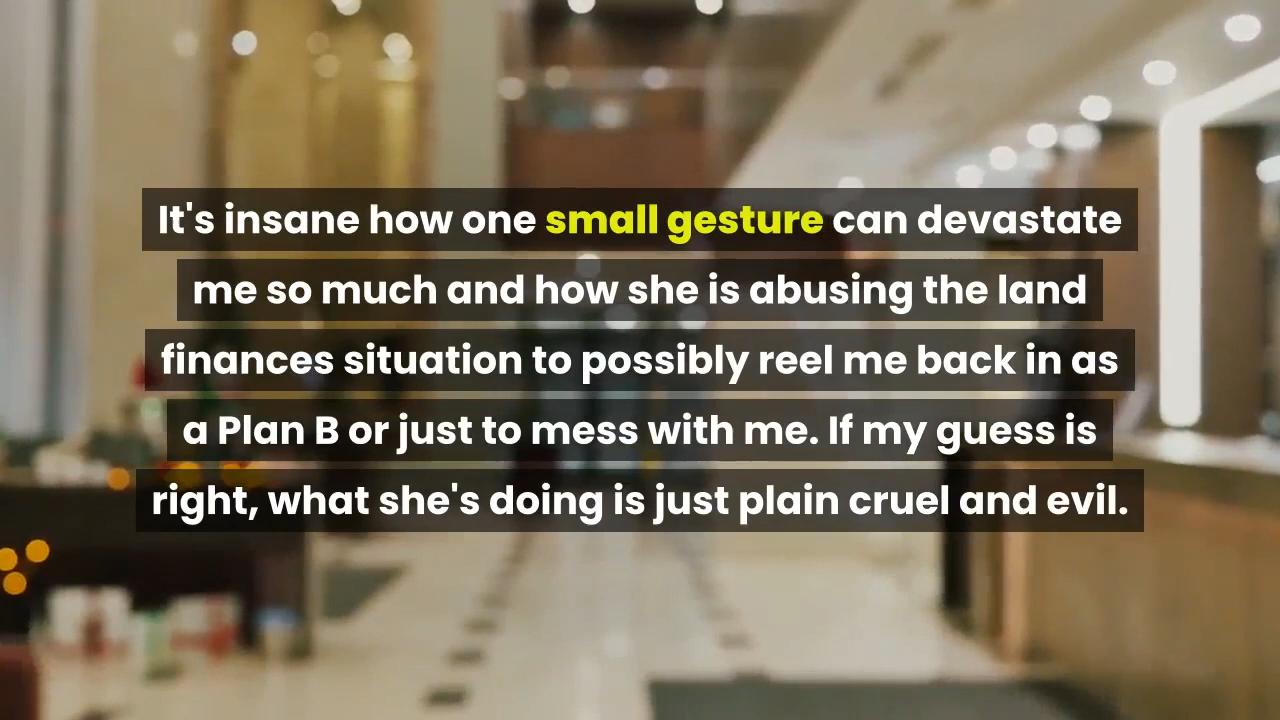 It's insane how one small gesture can devastate
me so much and how she is abusing the land
finances situation to possibly reel me back in as
a Plan B or just to mess with me. If my guess is
right, what she's doing is just plain cruel and evil.